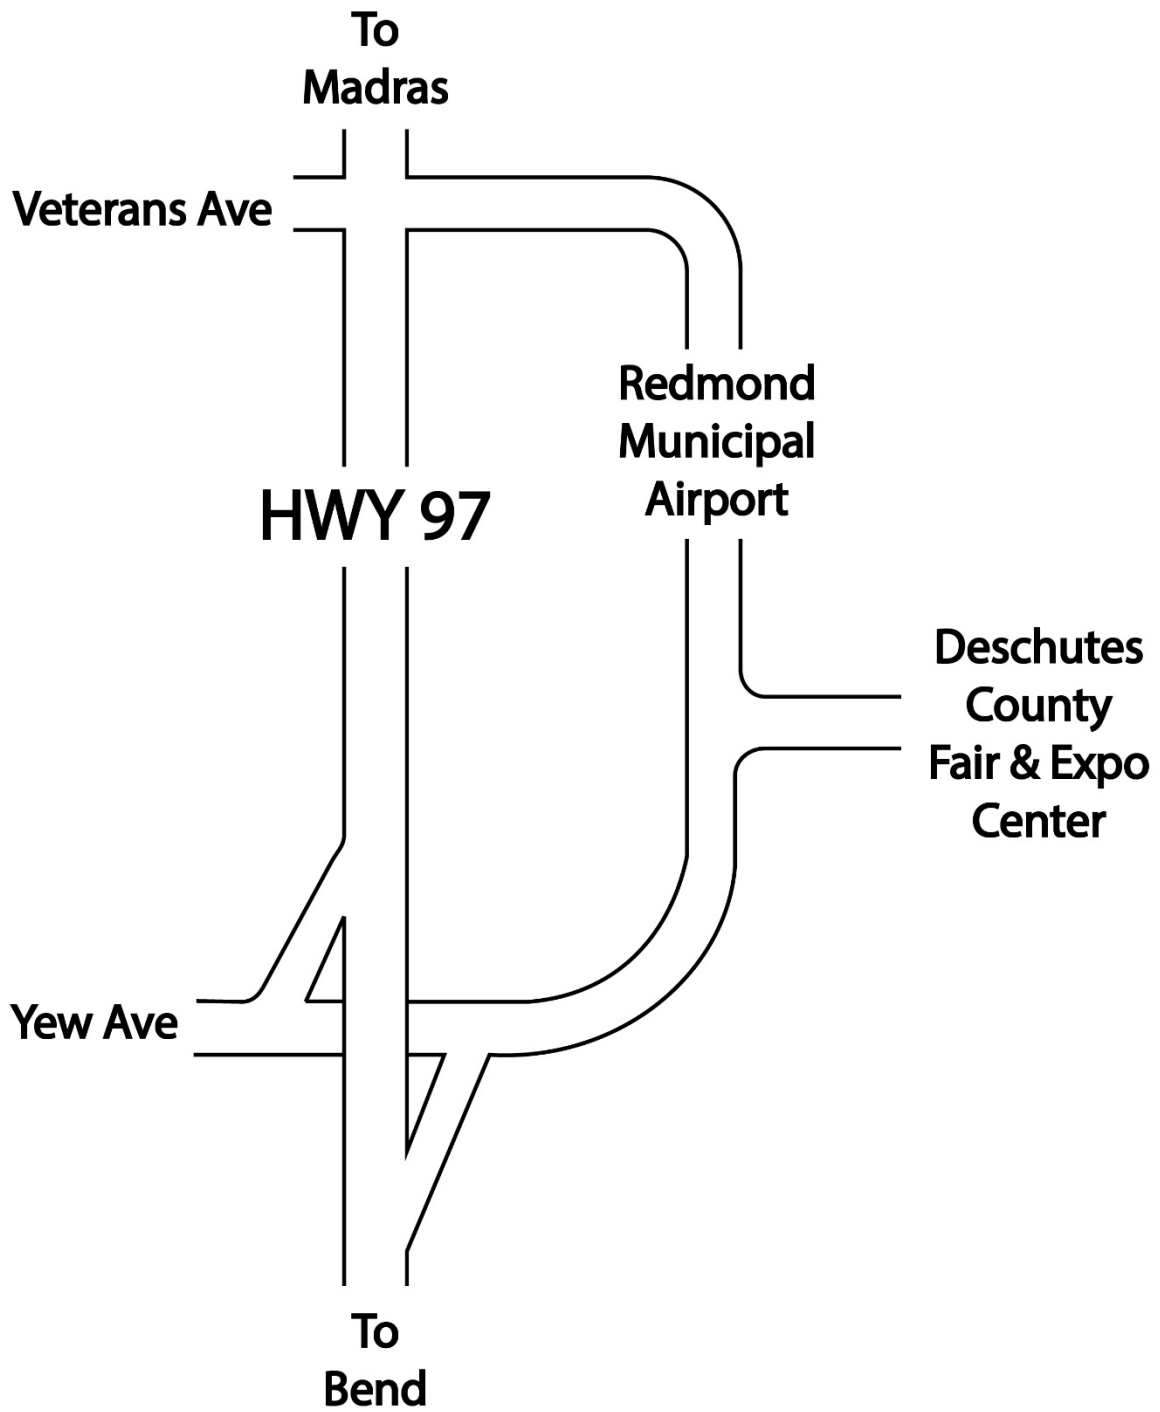 To
Madras
Veterans Ave
Redmond
Municipal
Airport
HWY 97
Deschutes
County
Fair & Expo
Center
Yew Ave
To
Bend